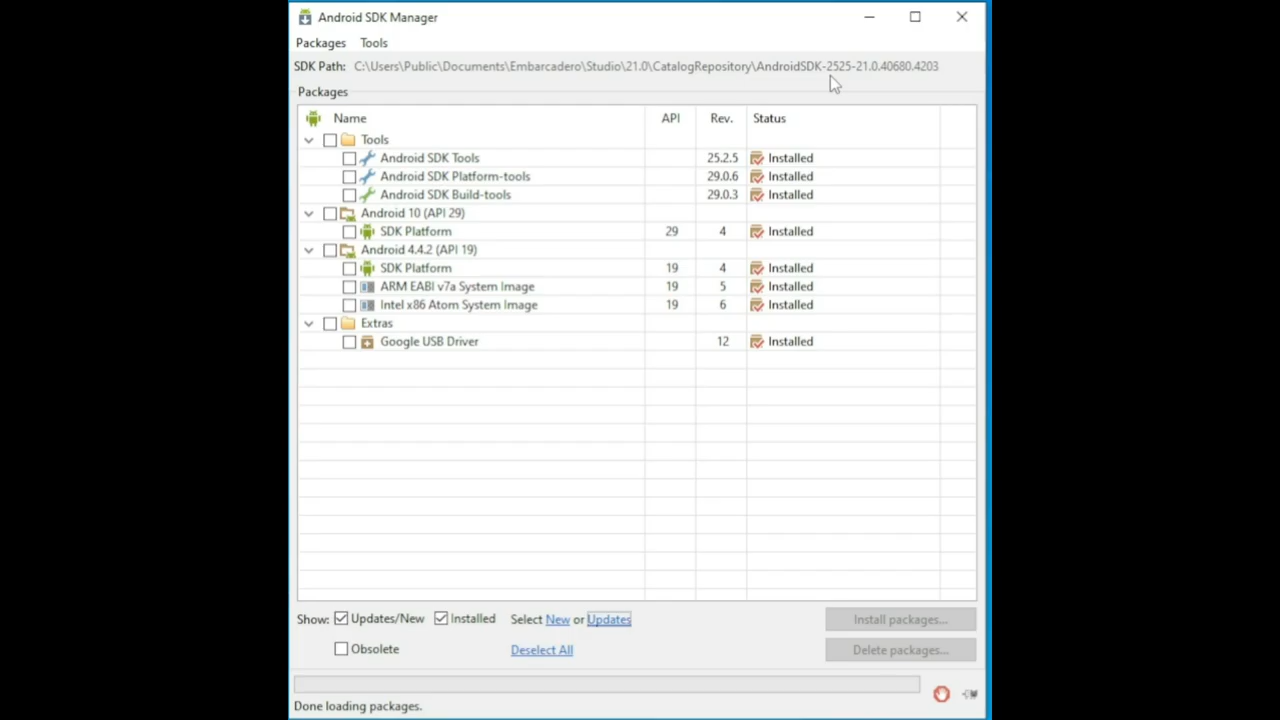 Android SDK Manager
Packages Tools
SDK Path: C:\Users\Public\Documents\Embarcadero\Studio\21.0\CatalogRepository\AndroidSDK-2525-21.0.40680.4203
Packages
Name API Rev. Status
Tools
Android SDK Tools 25.2.5 Installed
Android SDK Platform-tools 29.0.6 Installed
Android SDK Build-tools 29.0.3 Installed
Android 10 (API 29)
SDK Platform 29 4 Installed
Android 4.4.2 (API 19)
SDK Platform 19 4 Installed
ARM EABI v7a System Image 19 5 Installed
Intel x86 Atom System Image 19 6 Installed
Extras
Google USB Driver 12 Installed
Show: Updates/New Installed Select New or Updates Install packages...
Obsolete Deselect All Delete packages...
Done loading packages.